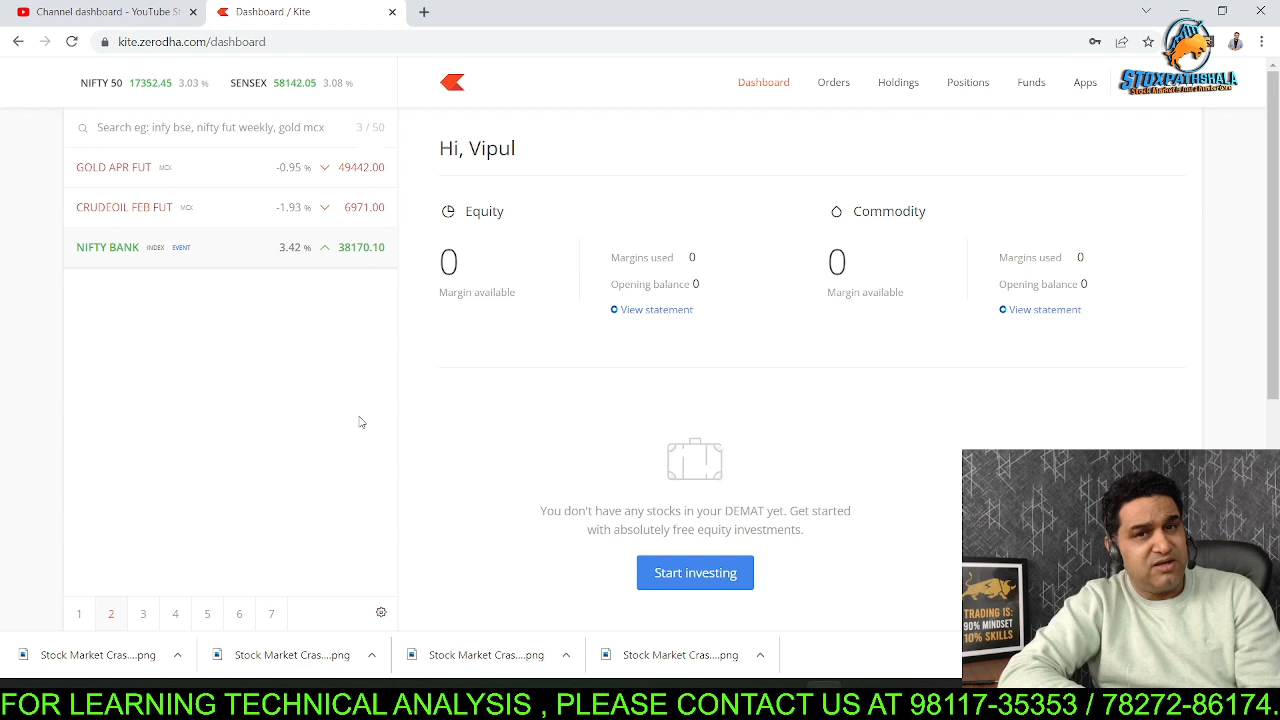 Channel dashboard - YouTube St
Dashboard / Kite
kite.zerodha.com/dashboard
STOXPATHSHALA
NIFTY 50 17352.45 3.03 % SENSEX 58142.05 3.08 %
Dashboard Orders Holdings Positions Funds Apps
Search eg: infy bse, nifty fut weekly, gold mcx 3 / 50
GOLD APR FUT MCX -0.95 % 49442.00
CRUDEOIL FEB FUT MCX -1.93 % 6971.00
NIFTY BANK INDEX EVENT 3.42 % 38170.10
Hi, Vipul
Equity
0
Margin available
Margins used 0
Opening balance 0
View statement
Commodity
0
Margin available
Margins used 0
Opening balance 0
View statement
You don't have any stocks in your DEMAT yet. Get started
with absolutely free equity investments.
Start investing
1 2 3 4 5 6 7
TRADING IS:
90% MINDSET
10% SKILLS
Stock Market Cras....png Stock Market Cras....png Stock Market Cras....png Stock Market Cras....png
FOR LEARNING TECHNICAL ANALYSIS , PLEASE CONTACT US AT 98117-35353 / 78272-86174.